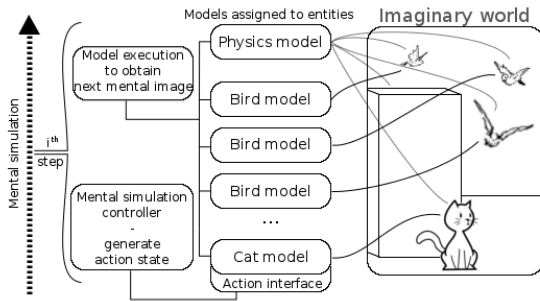 Models assigned to entities
Imaginary world
Mental simulation
i th
step
Model execution
to obtain
next mental image
Physics model
Bird model
Bird model
Bird model
...
Mental simulation
controller
-
generate
action state
Cat model
Action interface